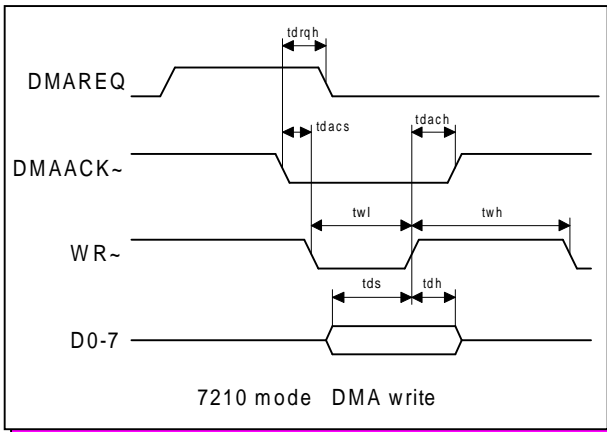 tdrqh
DMAREQ
tdacs
tdach
DMAACK~
twl
twh
WR~
tds
tdh
D0-7
7210 mode DMA write